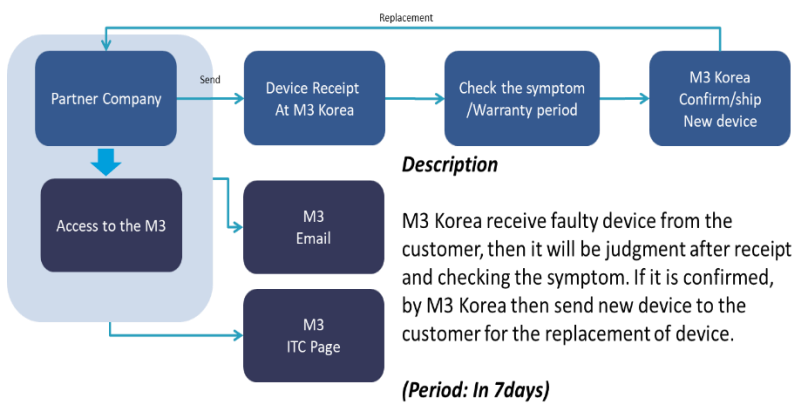 Replacement
Partner Company
Send
Device Receipt
At M3 Korea
Check the symptom
/Warranty period
M3 Korea
Confirm/ship
New device
Access to the M3
M3
Email
M3
ITC Page
Description
M3 Korea receive faulty device from the
customer, then it will be judgment after receipt
and checking the symptom. If it is confirmed,
by M3 Korea then send new device to the
customer for the replacement of device.
(Period: In 7days)